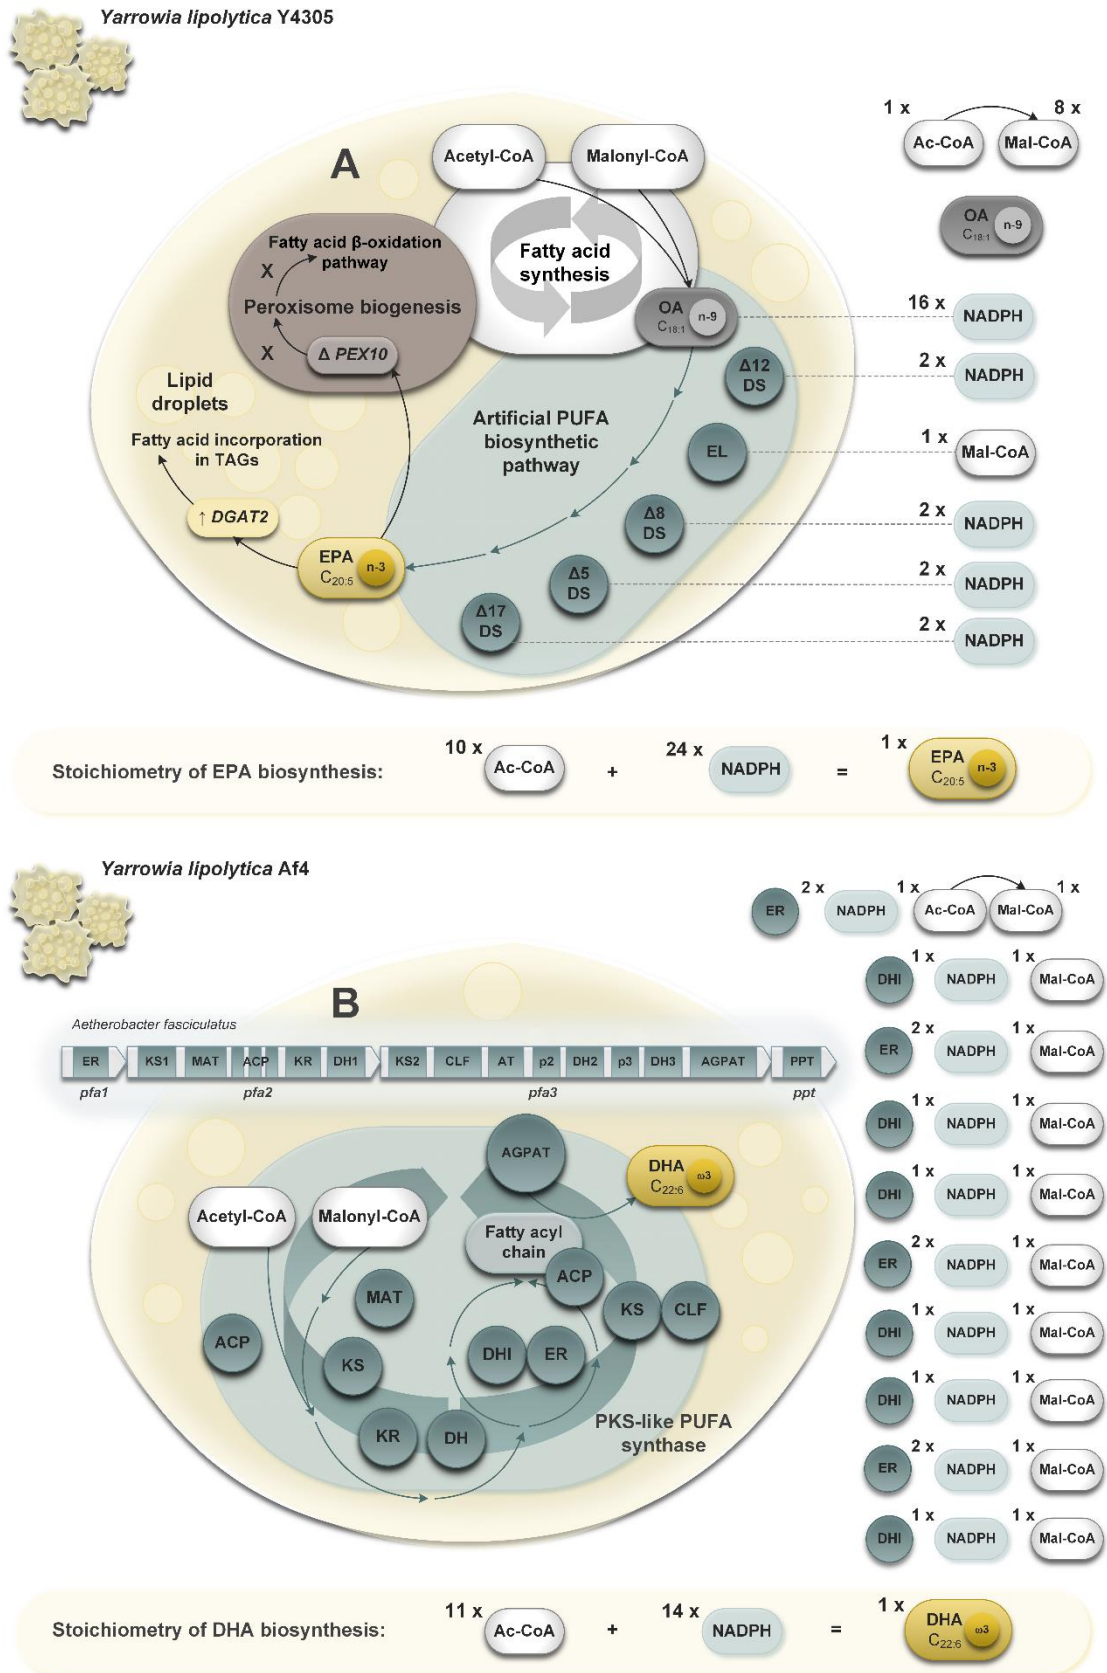 Yarrowia lipolytica Y4305
1 x
8 x
Ac-CoA
Mal-CoA
OA
C18:1
n-9
A
Acetyl-CoA
Malonyl-CoA
Fatty acid
synthesis
Fatty acid β-oxidation
pathway
X
Peroxisome biogenesis
X
Δ PEX10
OA
C18:1
n-9
16 x
NADPH
Δ12
DS
2 x
NADPH
EL
1 x
Mal-CoA
Δ8
DS
2 x
NADPH
Δ5
DS
2 x
NADPH
Δ17
DS
2 x
NADPH
Artificial PUFA
biosynthetic
pathway
Lipid
droplets
Fatty acid incorporation
in TAGs
↑ DGAT2
EPA
C20:5
n-3
Stoichiometry of EPA biosynthesis:
10 x
Ac-CoA
+
24 x
NADPH
=
1 x
EPA
C20:5
n-3
Yarrowia lipolytica Af4
ER
2 x
NADPH
1 x
Ac-CoA
Mal-CoA
1 x
DHI
1 x
NADPH
1 x
Mal-CoA
ER
2 x
NADPH
1 x
Mal-CoA
DHI
1 x
NADPH
1 x
Mal-CoA
DHI
1 x
NADPH
1 x
Mal-CoA
ER
2 x
NADPH
1 x
Mal-CoA
DHI
1 x
NADPH
1 x
Mal-CoA
DHI
1 x
NADPH
1 x
Mal-CoA
ER
2 x
NADPH
1 x
Mal-CoA
DHI
1 x
NADPH
1 x
Mal-CoA
B
Aetherobacter fasciculatus
ER KS1 MAT ACP KR DH1 KS2 CLF AT p2 DH2 p3 DH3 AGPAT PPT
pfa1 pfa2 pfa3 ppt
AGPAT
DHA
C22:6
ω3
Acetyl-CoA
Malonyl-CoA
Fatty acyl
chain
ACP
MAT
KS
CLF
ACP
KS
DHI
ER
KR
DH
PKS-like PUFA
synthase
Stoichiometry of DHA biosynthesis:
11 x
Ac-CoA
+
14 x
NADPH
=
1 x
DHA
C22:6
ω3